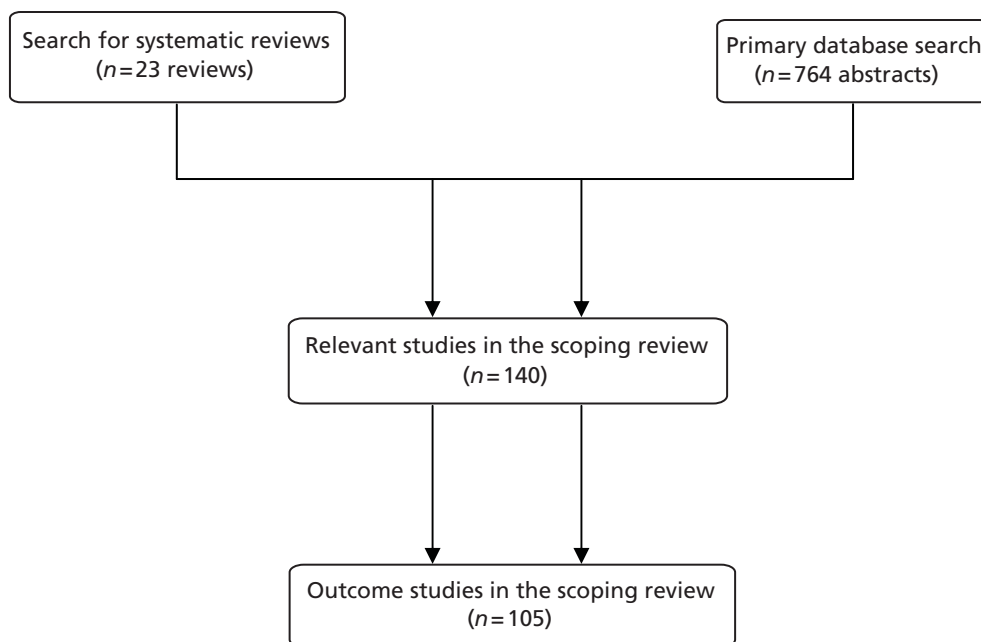 Search for systematic reviews
(n=23 reviews)
Primary database search
(n=764 abstracts)
Relevant studies in the scoping review
(n=140)
Outcome studies in the scoping review
(n=105)